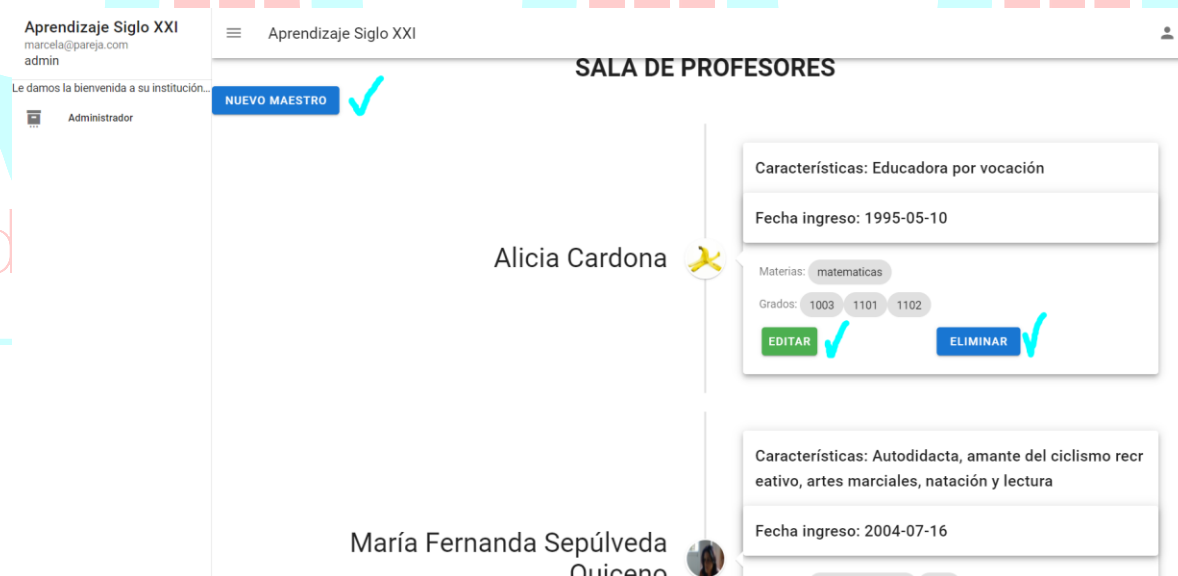 Aprendizaje Siglo XXI
marcela@pareja.com
admin
Le damos la bienvenida a su institución...
Administrador
Aprendizaje Siglo XXI
SALA DE PROFESORES
NUEVO MAESTRO
Alicia Cardona
Características: Educadora por vocación
Fecha ingreso: 1995-05-10
Materias: matematicas
Grados: 1003 1101 1102
EDITAR ELIMINAR
María Fernanda Sepúlveda
Quiceno
Características: Autodidacta, amante del ciclismo recr
eativo, artes marciales, natación y lectura
Fecha ingreso: 2004-07-16